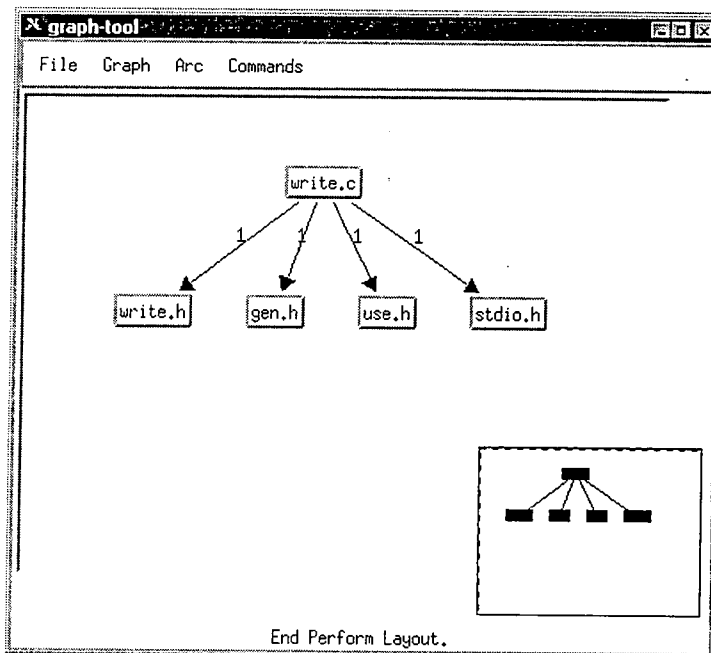 graph-tool
File Graph Arc Commands
write.c
1 1 1 1
write.h gen.h use.h stdio.h
End Perform Layout.